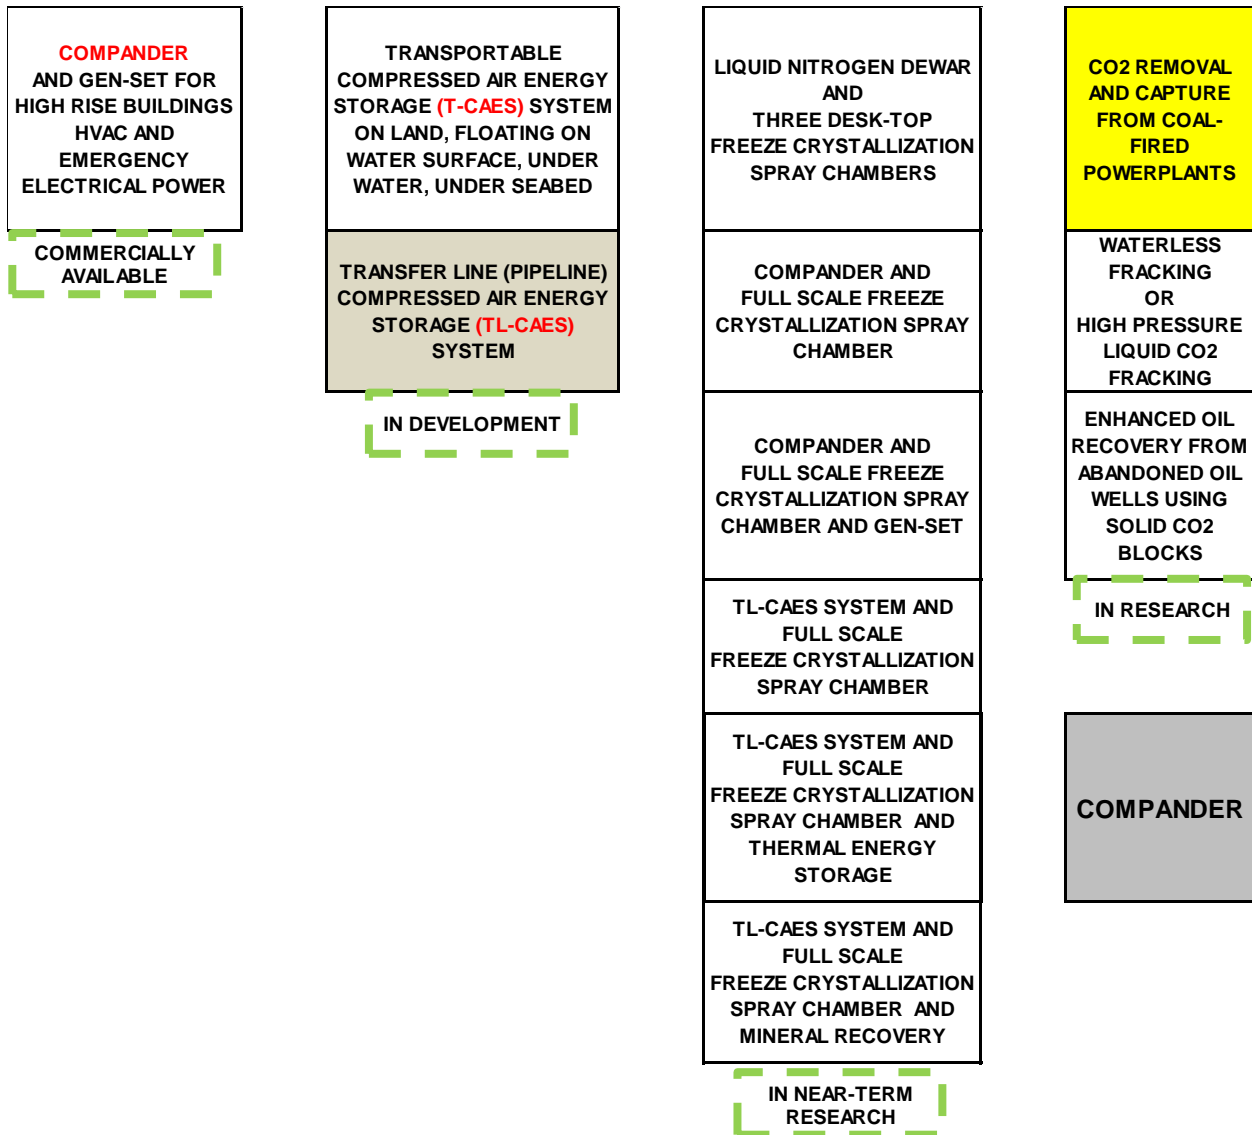 COMPANDER
AND GEN-SET FOR
HIGH RISE BUILDINGS
HVAC AND
EMERGENCY
ELECTRICAL POWER
COMMERCIALLY
AVAILABLE
TRANSPORTABLE
COMPRESSED AIR ENERGY
STORAGE (T-CAES) SYSTEM
ON LAND, FLOATING ON
WATER SURFACE, UNDER
WATER, UNDER SEABED
TRANSFER LINE (PIPELINE)
COMPRESSED AIR ENERGY
STORAGE (TL-CAES)
SYSTEM
IN DEVELOPMENT
LIQUID NITROGEN DEWAR
AND
THREE DESK-TOP
FREEZE CRYSTALLIZATION
SPRAY CHAMBERS
COMPANDER AND
FULL SCALE FREEZE
CRYSTALLIZATION SPRAY
CHAMBER
COMPANDER AND
FULL SCALE FREEZE
CRYSTALLIZATION SPRAY
CHAMBER AND GEN-SET
TL-CAES SYSTEM AND
FULL SCALE
FREEZE CRYSTALLIZATION
SPRAY CHAMBER
TL-CAES SYSTEM AND
FULL SCALE
FREEZE CRYSTALLIZATION
SPRAY CHAMBER AND
THERMAL ENERGY
STORAGE
TL-CAES SYSTEM AND
FULL SCALE
FREEZE CRYSTALLIZATION
SPRAY CHAMBER AND
MINERAL RECOVERY
IN NEAR-TERM
RESEARCH
CO2 REMOVAL
AND CAPTURE
FROM COAL-
FIRED
POWERPLANTS
WATERLESS
FRACKING
OR
HIGH PRESSURE
LIQUID CO2
FRACKING
ENHANCED OIL
RECOVERY FROM
ABANDONED OIL
WELLS USING
SOLID CO2
BLOCKS
IN RESEARCH
COMPANDER